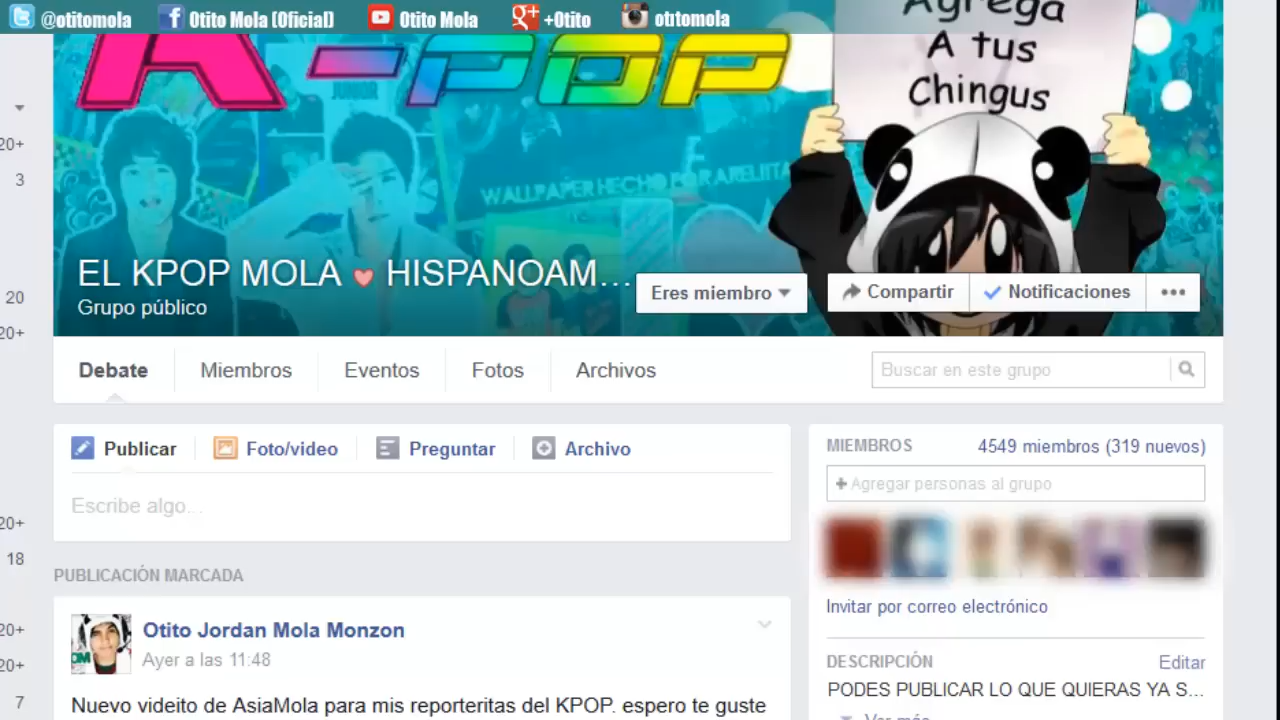 @otitomola Otito Mola (Oficial) Otito Mola +Otito otitomola
Agrega
A tus
Chingus
K-POP
JUNIOR
WALLPAPER HECHO POR ARELIITA
EL KPOP MOLA HISPANOAM...
Grupo público
Eres miembro Compartir Notificaciones
Debate Miembros Eventos Fotos Archivos
Buscar en este grupo
Publicar Foto/video Preguntar Archivo
Escribe algo...
MIEMBROS 4549 miembros (319 nuevos)
Agregar personas al grupo
Invitar por correo electrónico
DESCRIPCIÓN Editar
PODES PUBLICAR LO QUE QUIERAS YA S...
Ver más
PUBLICACIÓN MARCADA
Otito Jordan Mola Monzon
Ayer a las 11:48
Nuevo videito de AsiaMola para mis reporteritas del KPOP. espero te guste
20+
3
20
20+
20+
18
20+
20+
7